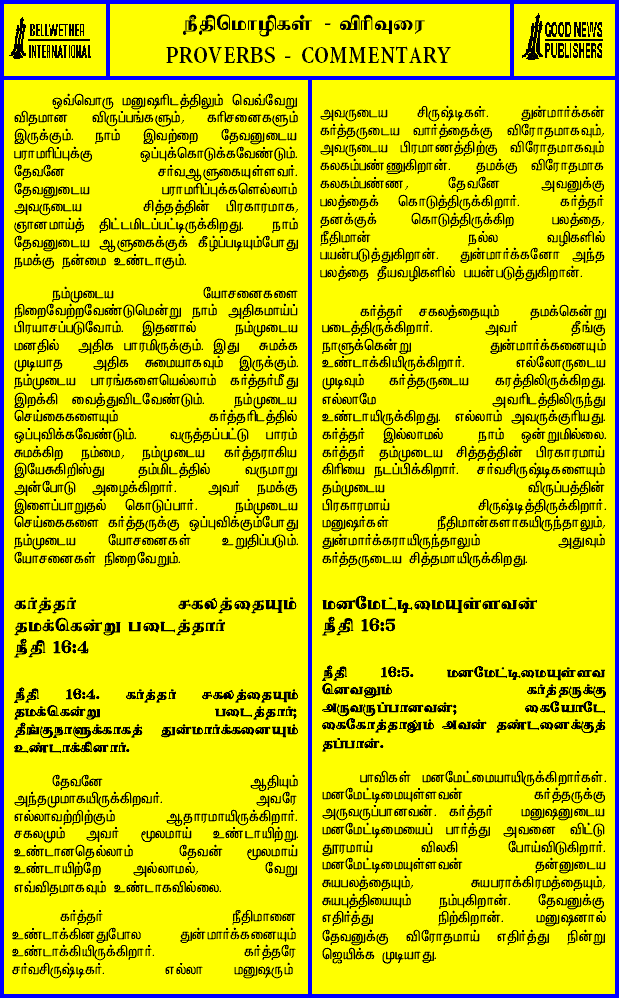 BELLWETHER
INTERNATIONAL
நீதிமொழிகள் - விரிவுரை
PROVERBS - COMMENTARY
GOOD NEWS
PUBLISHERS
ஒவ்வொரு மனுஷரிடத்திலும் வெவ்வேறு
விதமான விருப்பங்களும், கரிசனைகளும்
இருக்கும். நாம் இவற்றை தேவனுடைய
பராமரிப்புக்கு ஒப்புக்கொடுக்கவேண்டும்.
தேவனே சர்வஆளுகையுள்ளவர்.
தேவனுடைய பராமரிப்புக்களெல்லாம்
அவருடைய சித்தத்தின் பிரகாரமாக,
ஞானமாய்த் திட்டமிடப்பட்டிருக்கிறது. நாம்
தேவனுடைய ஆளுகைக்குக் கீழ்ப்படியும்போது
நமக்கு நன்மை உண்டாகும்.
நம்முடைய யோசனைகளை
நிறைவேற்றவேண்டுமென்று நாம் அதிகமாய்ப்
பிரயாசப்படுவோம். இதனால் நம்முடைய
மனதில் அதிக பாரமிருக்கும். இது சுமக்க
முடியாத அதிக சுமையாகவும் இருக்கும்.
நம்முடைய பாரங்களையெல்லாம் கர்த்தர்மீது
இறக்கி வைத்துவிடவேண்டும். நம்முடைய
செய்கைகளையும் கர்த்தரிடத்தில்
ஒப்புவிக்கவேண்டும். வருத்தப்பட்டு பாரம்
சுமக்கிற நம்மை, நம்முடைய கர்த்தராகிய
இயேசுகிறிஸ்து தம்மிடத்தில் வருமாறு
அன்போடு அழைக்கிறார். அவர் நமக்கு
இளைப்பாறுதல் கொடுப்பார். நம்முடைய
செய்கைகளை கர்த்தருக்கு ஒப்புவிக்கும்போது
நம்முடைய யோசனைகள் உறுதிப்படும்.
யோசனைகள் நிறைவேறும்.
கர்த்தர் சகலத்தையும்
தமக்கென்று படைத்தார்
நீதி 16:4
நீதி 16:4. கர்த்தர் சகலத்தையும்
தமக்கென்று படைத்தார்;
தீங்குநாளுக்காகத் துன்மார்க்கனையும்
உண்டாக்கினார்.
தேவனே ஆதியும்
அந்தமுமாகயிருக்கிறவர். அவரே
எல்லாவற்றிற்கும் ஆதாரமாயிருக்கிறார்.
சகலமும் அவர் மூலமாய் உண்டாயிற்று.
உண்டானதெல்லாம் தேவன் மூலமாய்
உண்டாயிற்றே அல்லாமல், வேறு
எவ்விதமாகவும் உண்டாகவில்லை.
கர்த்தர் நீதிமானை
உண்டாக்கினதுபோல துன்மார்க்கனையும்
உண்டாக்கியிருக்கிறார். கர்த்தரே
சர்வசிருஷ்டிகர். எல்லா மனுஷரும்
அவருடைய சிருஷ்டிகள். துன்மார்க்கன்
கர்த்தருடைய வார்த்தைக்கு விரோதமாகவும்,
அவருடைய பிரமாணத்திற்கு விரோதமாகவும்
கலகம்பண்ணுகிறான். தமக்கு விரோதமாக
கலகம்பண்ண, தேவனே அவனுக்கு
பலத்தைக் கொடுத்திருக்கிறார். கர்த்தர்
தனக்குக் கொடுத்திருக்கிற பலத்தை,
நீதிமான் நல்ல வழிகளில்
பயன்படுத்துகிறான். துன்மார்க்கனோ அந்த
பலத்தை தீயவழிகளில் பயன்படுத்துகிறான்.
கர்த்தர் சகலத்தையும் தமக்கென்று
படைத்திருக்கிறார். அவர் தீங்கு
நாளுக்கென்று துன்மார்க்கனையும்
உண்டாக்கியிருக்கிறார். எல்லோருடைய
முடிவும் கர்த்தருடைய கரத்திலிருக்கிறது.
எல்லாமே அவரிடத்திலிருந்து
உண்டாயிருக்கிறது. எல்லாம் அவருக்குரியது.
கர்த்தர் இல்லாமல் நாம் ஒன்றுமில்லை.
கர்த்தர் தம்முடைய சித்தத்தின் பிரகாரமாய்
கிரியை நடப்பிக்கிறார். சர்வசிருஷ்டிகளையும்
தம்முடைய விருப்பத்தின்
பிரகாரமாய் சிருஷ்டித்திருக்கிறார்.
மனுஷர்கள் நீதிமான்களாகயிருந்தாலும்,
துன்மார்க்கராயிருந்தாலும் அதுவும்
கர்த்தருடைய சித்தமாயிருக்கிறது.
மனமேட்டிமையுள்ளவன்
நீதி 16:5
நீதி 16:5. மனமேட்டிமையுள்ளவ
னெவனும் கர்த்தருக்கு
அருவருப்பானவன்; கையோடே
கைகோத்தாலும் அவன் தண்டனைக்குத்
தப்பான்.
பாவிகள் மனமேட்மையாயிருக்கிறார்கள்.
மனமேட்டிமையுள்ளவன் கர்த்தருக்கு
அருவருப்பானவன். கர்த்தர் மனுஷனுடைய
மனமேட்டிமையைப் பார்த்து அவனை விட்டு
தூரமாய் விலகி போய்விடுகிறார்.
மனமேட்டிமையுள்ளவன் தன்னுடைய
சுயபலத்தையும், சுயபராக்கிரமத்தையும்,
சுயபுத்தியையும் நம்புகிறான். தேவனுக்கு
எதிர்த்து நிற்கிறான். மனுஷனால்
தேவனுக்கு விரோதமாய் எதிர்த்து நின்று
ஜெயிக்க முடியாது.